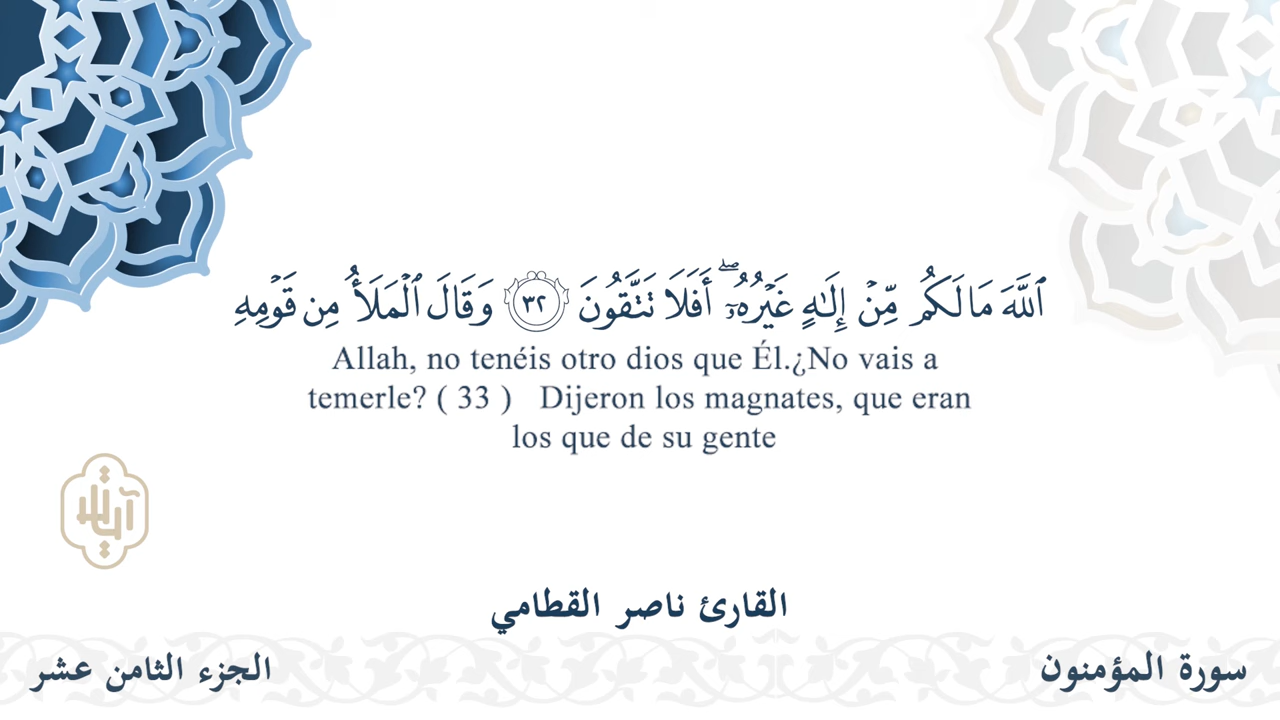 ٱللَّهَ مَا لَكُم مِّنْ إِلَـٰهٍ غَيْرُهُۥٓ ۖ أَفَلَا تَتَّقُونَ ٣٢ وَقَالَ ٱلْمَلَأُ مِن قَوْمِهِ
Allah, no tenéis otro dios que Él.¿No vais a
temerle? ( 33 ) Dijeron los magnates, que eran
los que de su gente
آيات
القارئ ناصر القطامي
سورة المؤمنون
الجزء الثامن عشر